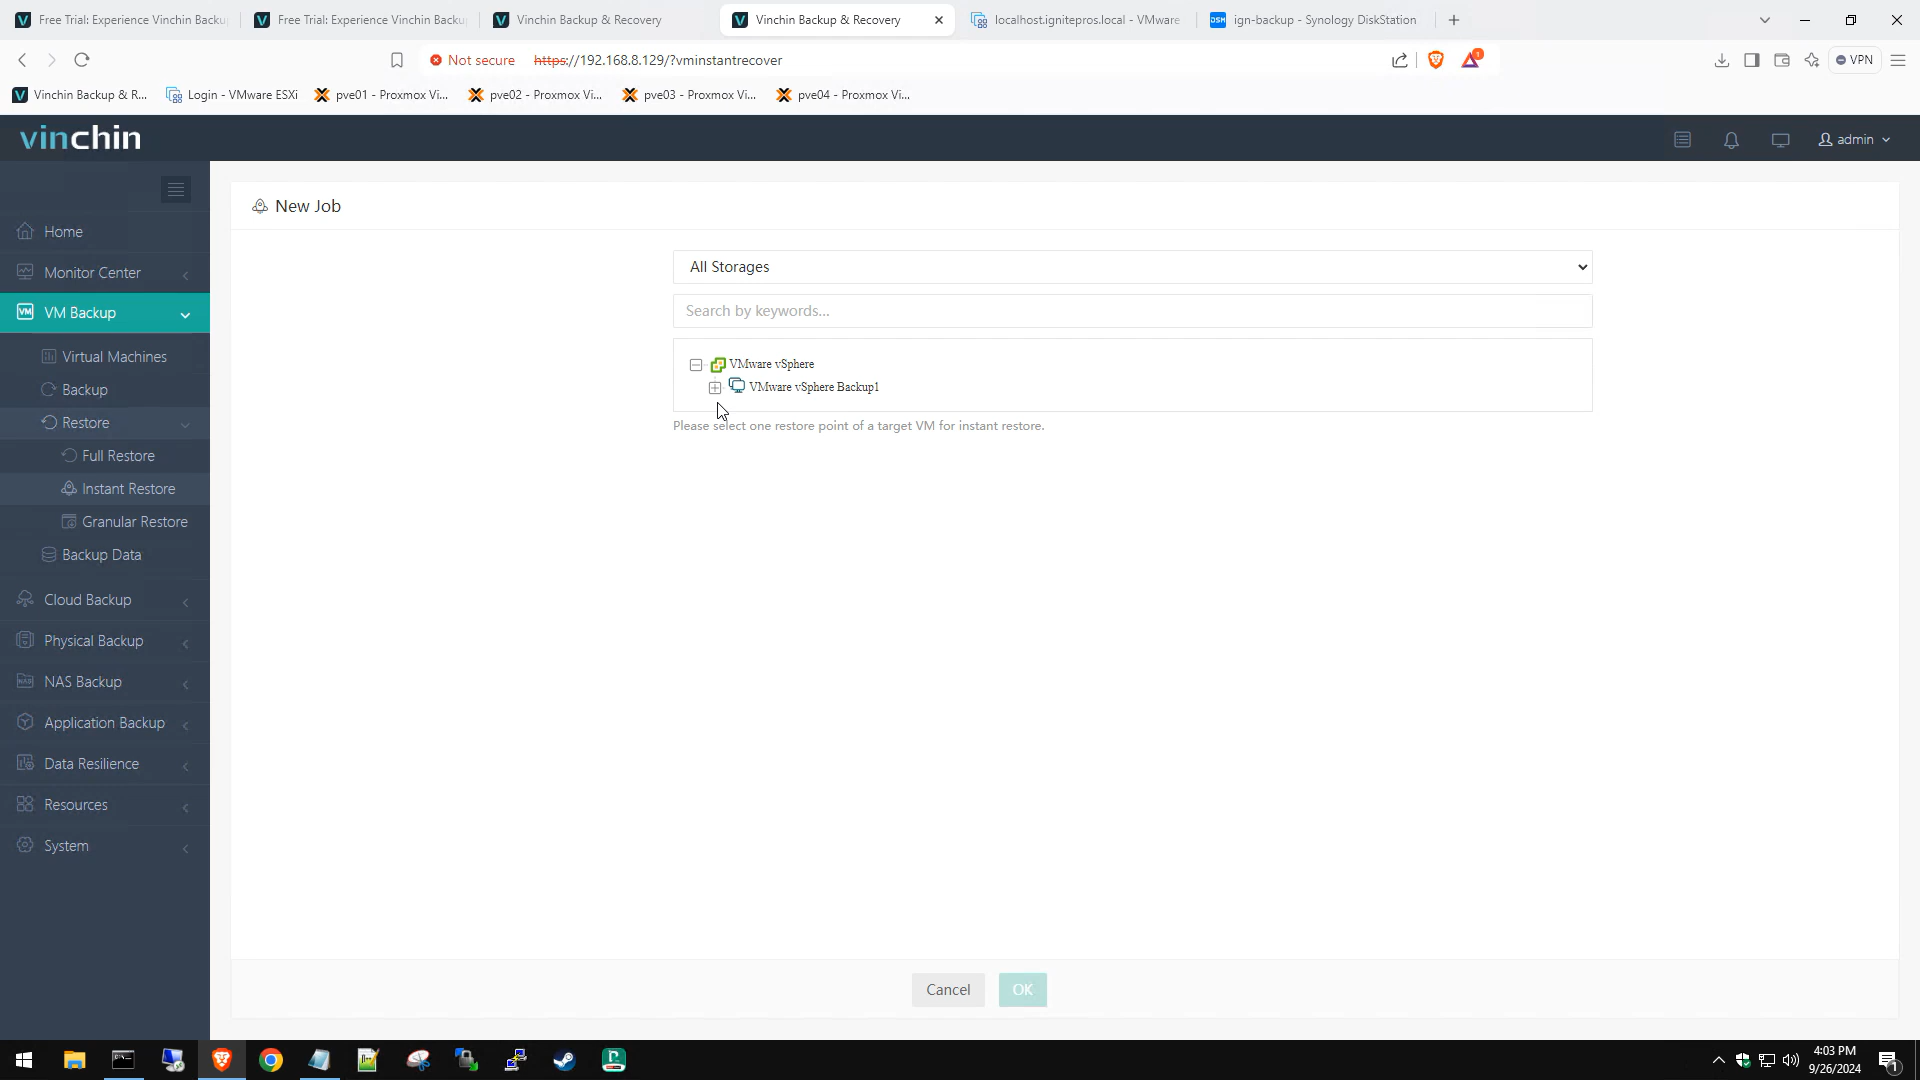 Free Trial: Experience Vinchin Backu
Free Trial: Experience Vinchin Backu
Vinchin Backup & Recovery
Vinchin Backup & Recovery
localhost.ignitepros.local - VMware
ign-backup - Synology DiskStation
Not secure
https://192.168.8.129/?vminstantrecover
1
VPN
Vinchin Backup & R...
Login - VMware ESXi
pve01 - Proxmox Vi...
pve02 - Proxmox Vi...
pve03 - Proxmox Vi...
pve04 - Proxmox Vi...
vinchin
admin
New Job
Home
Monitor Center
VM Backup
Virtual Machines
Backup
Restore
Full Restore
Instant Restore
Granular Restore
Backup Data
Cloud Backup
Physical Backup
NAS Backup
Application Backup
Data Resilience
Resources
System
All Storages
Search by keywords...
VMware vSphere
VMware vSphere Backup1
Please select one restore point of a target VM for instant restore.
Cancel
OK
4:03 PM
9/26/2024
1